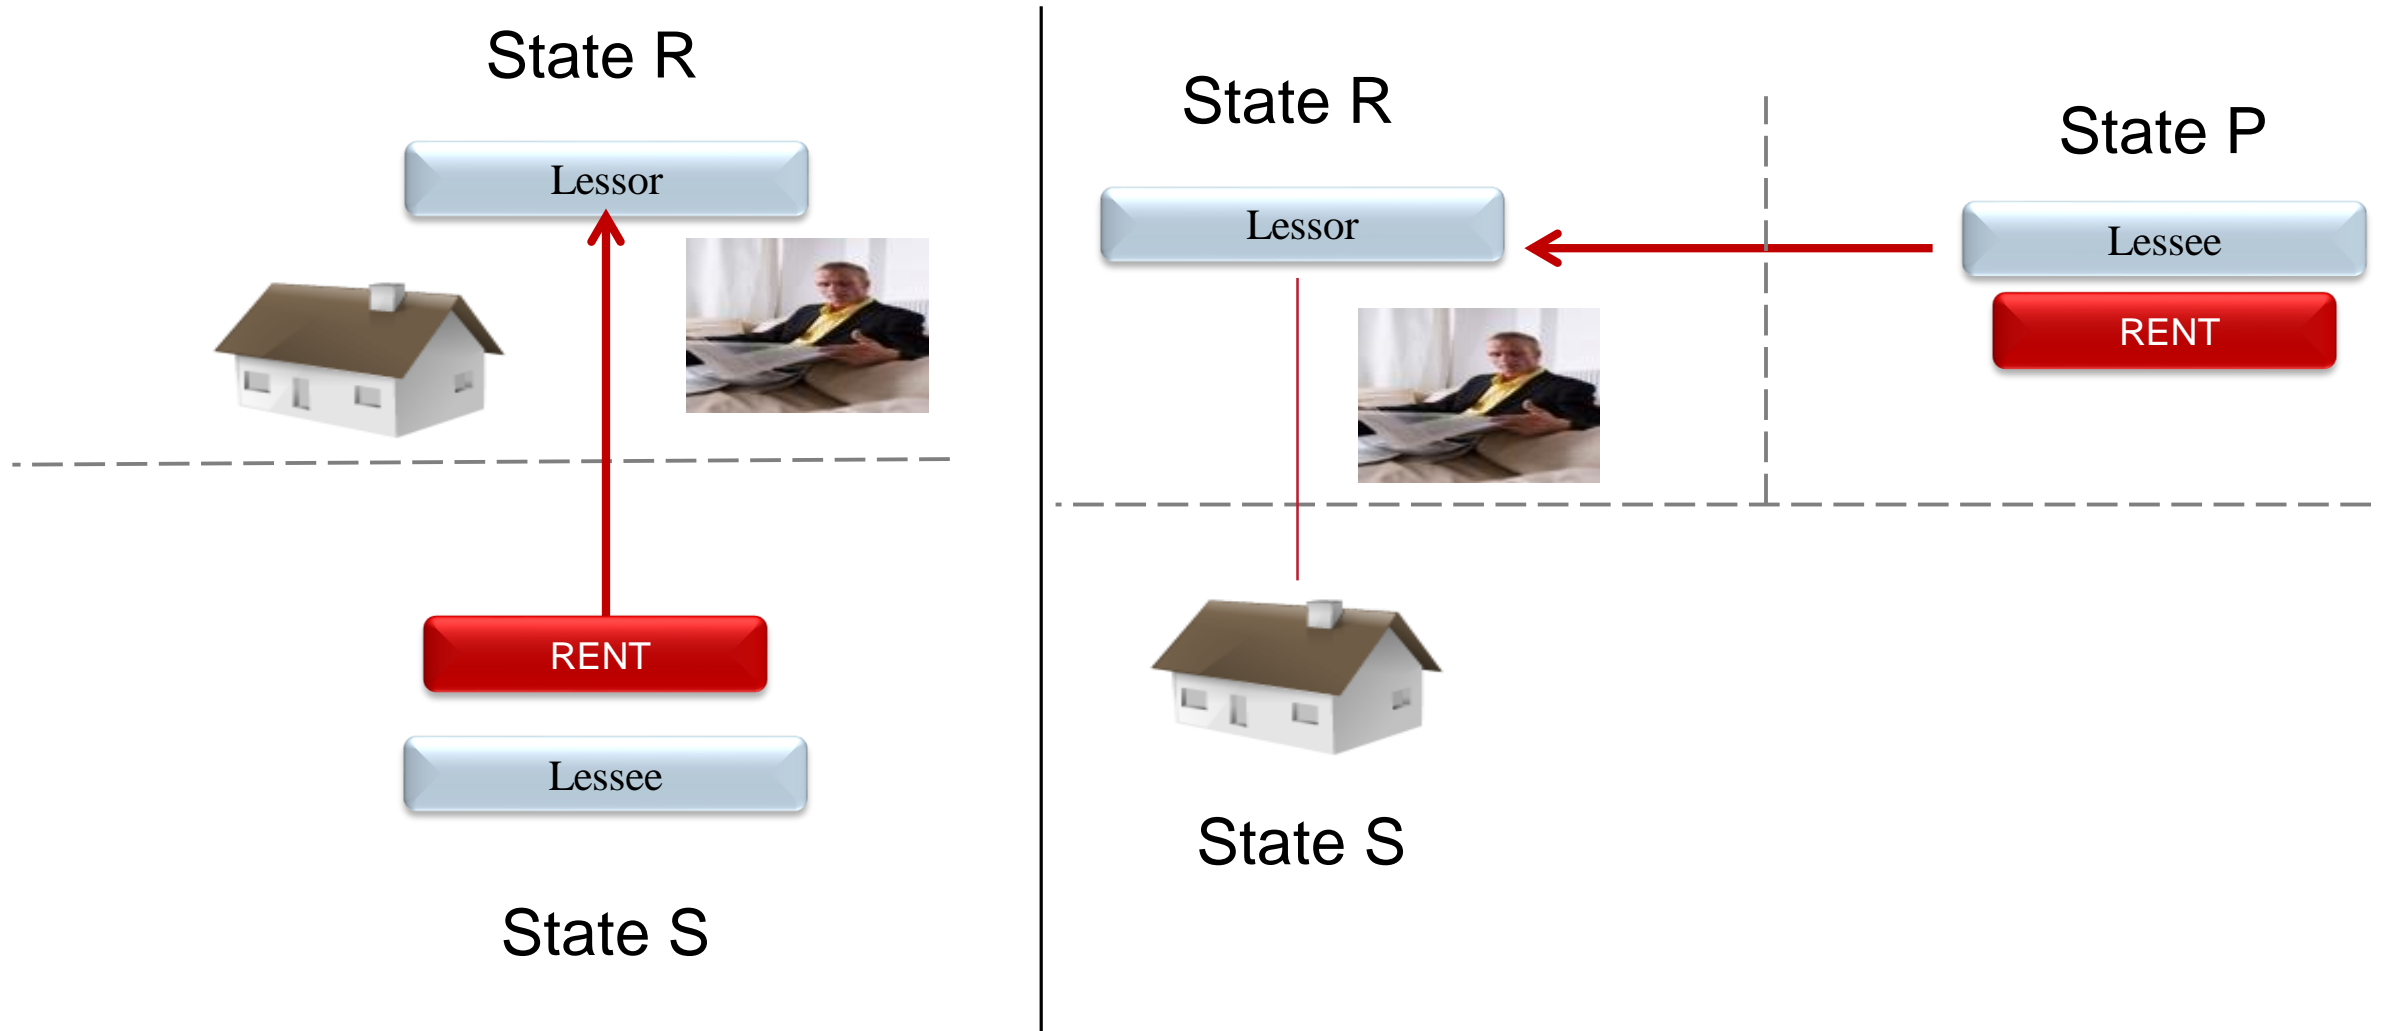 State R
Lessor
RENT
Lessee
State S
State R
Lessor
State P
Lessee
RENT
State S